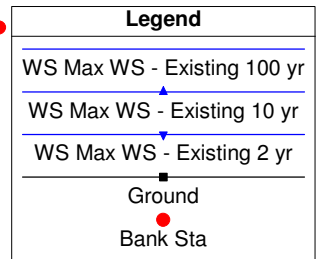 Legend
WS Max WS - Existing 100 yr
WS Max WS - Existing 10 yr
WS Max WS - Existing 2 yr
Ground
Bank Sta